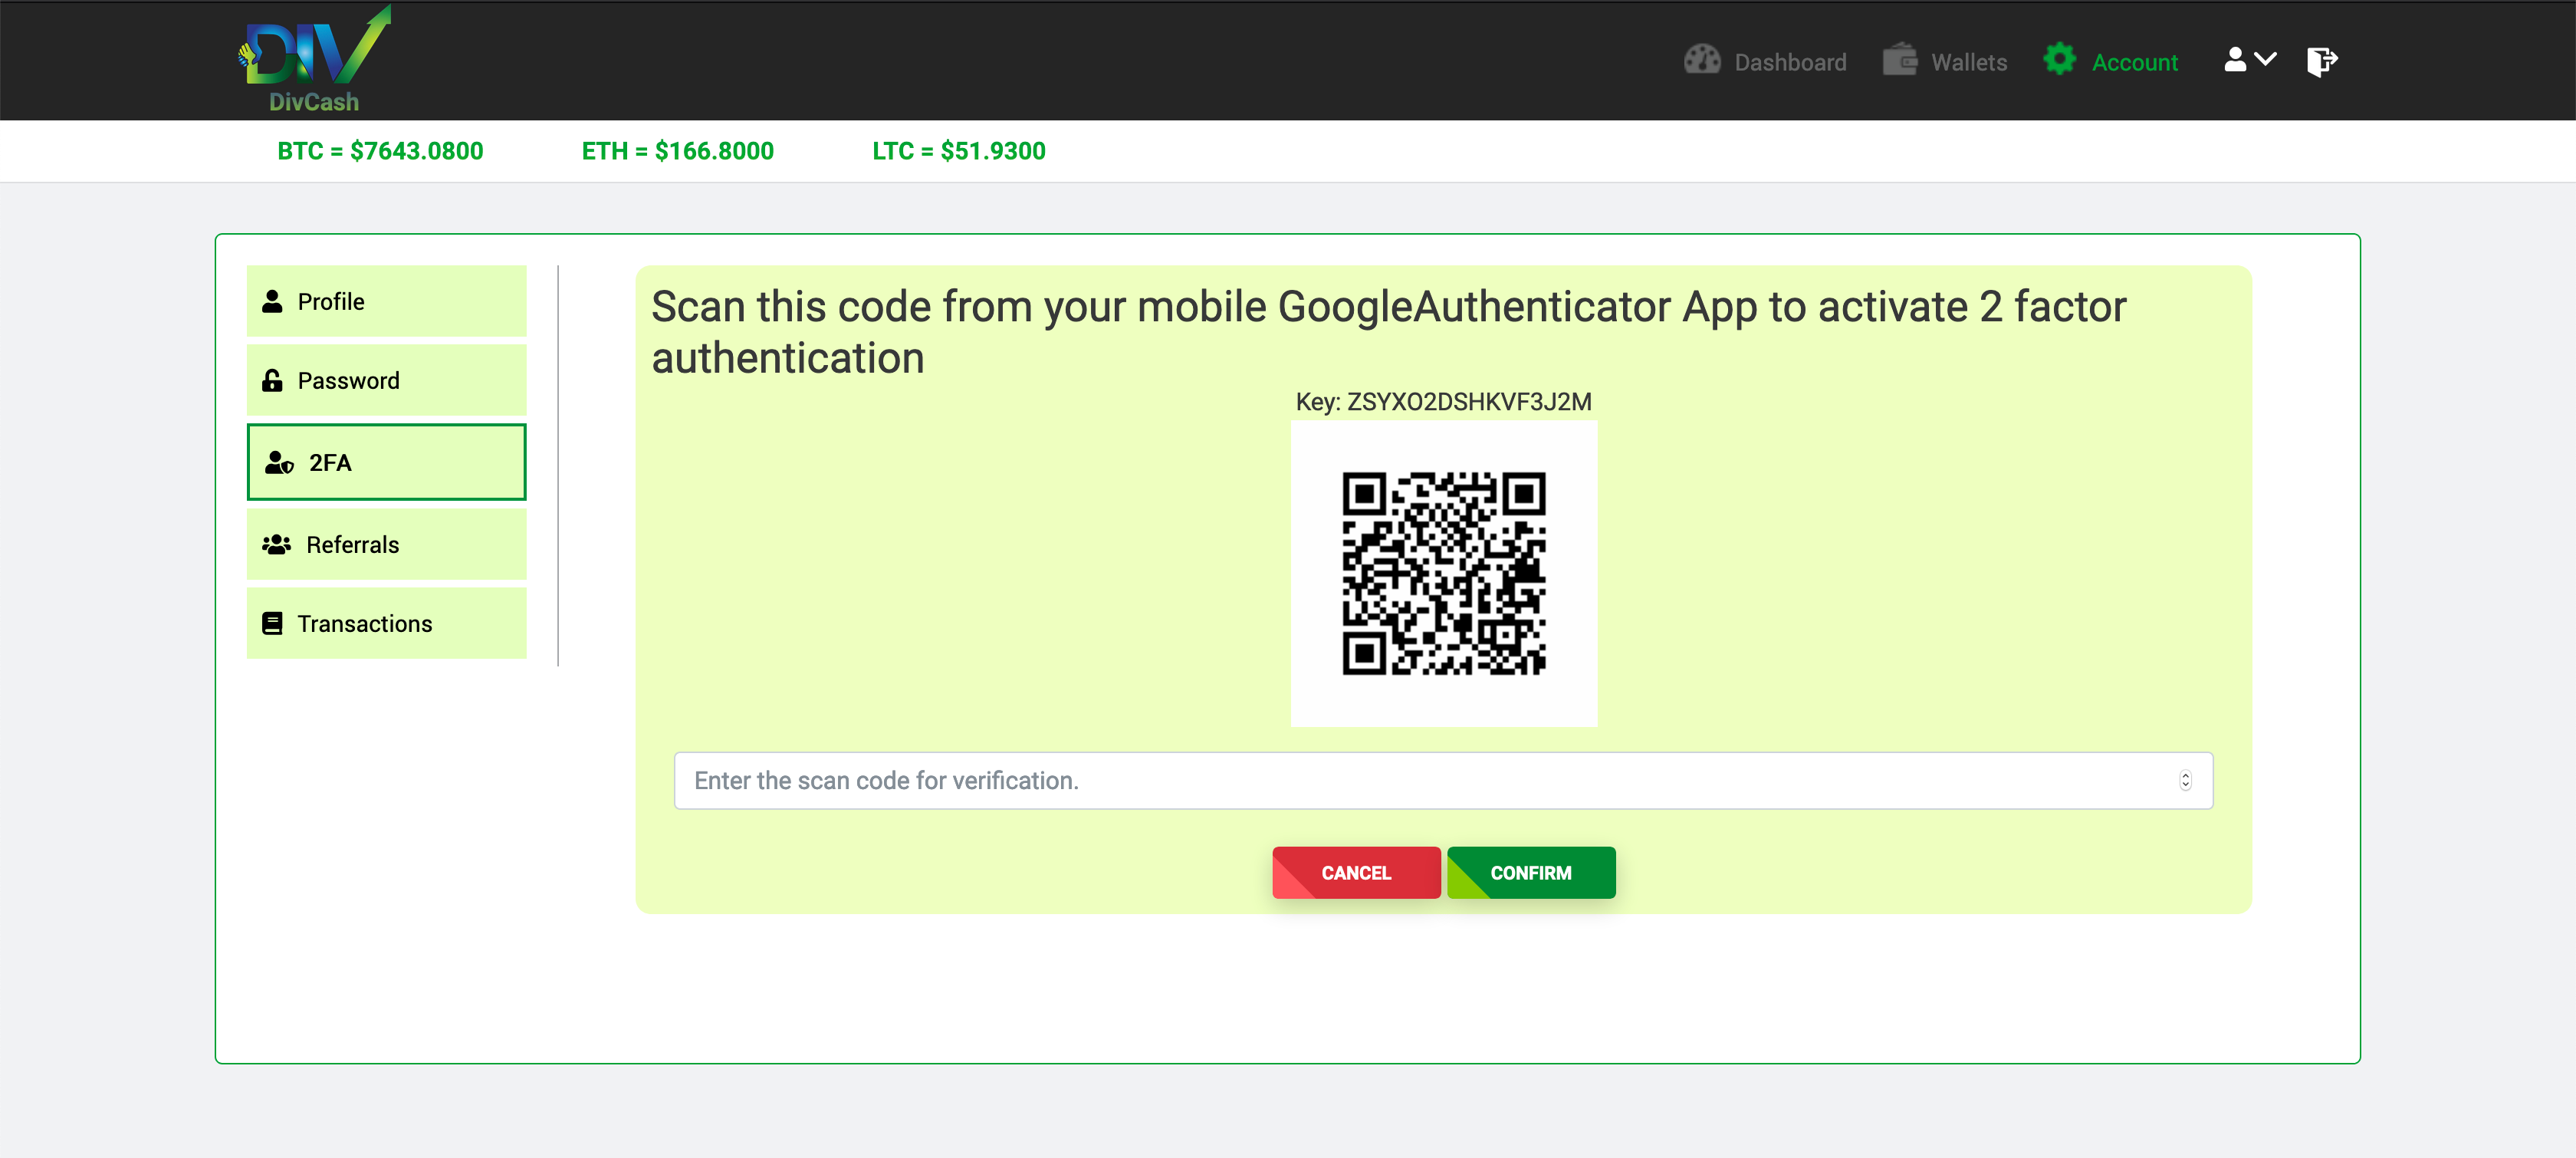 DIV
DivCash
Dashboard
Wallets
Account
BTC = $7643.0800
ETH = $166.8000
LTC = $51.9300
Profile
Password
2FA
Referrals
Transactions
Scan this code from your mobile GoogleAuthenticator App to activate 2 factor
authentication
Key: ZSYXO2DSHKVF3J2M
Enter the scan code for verification.
CANCEL
CONFIRM